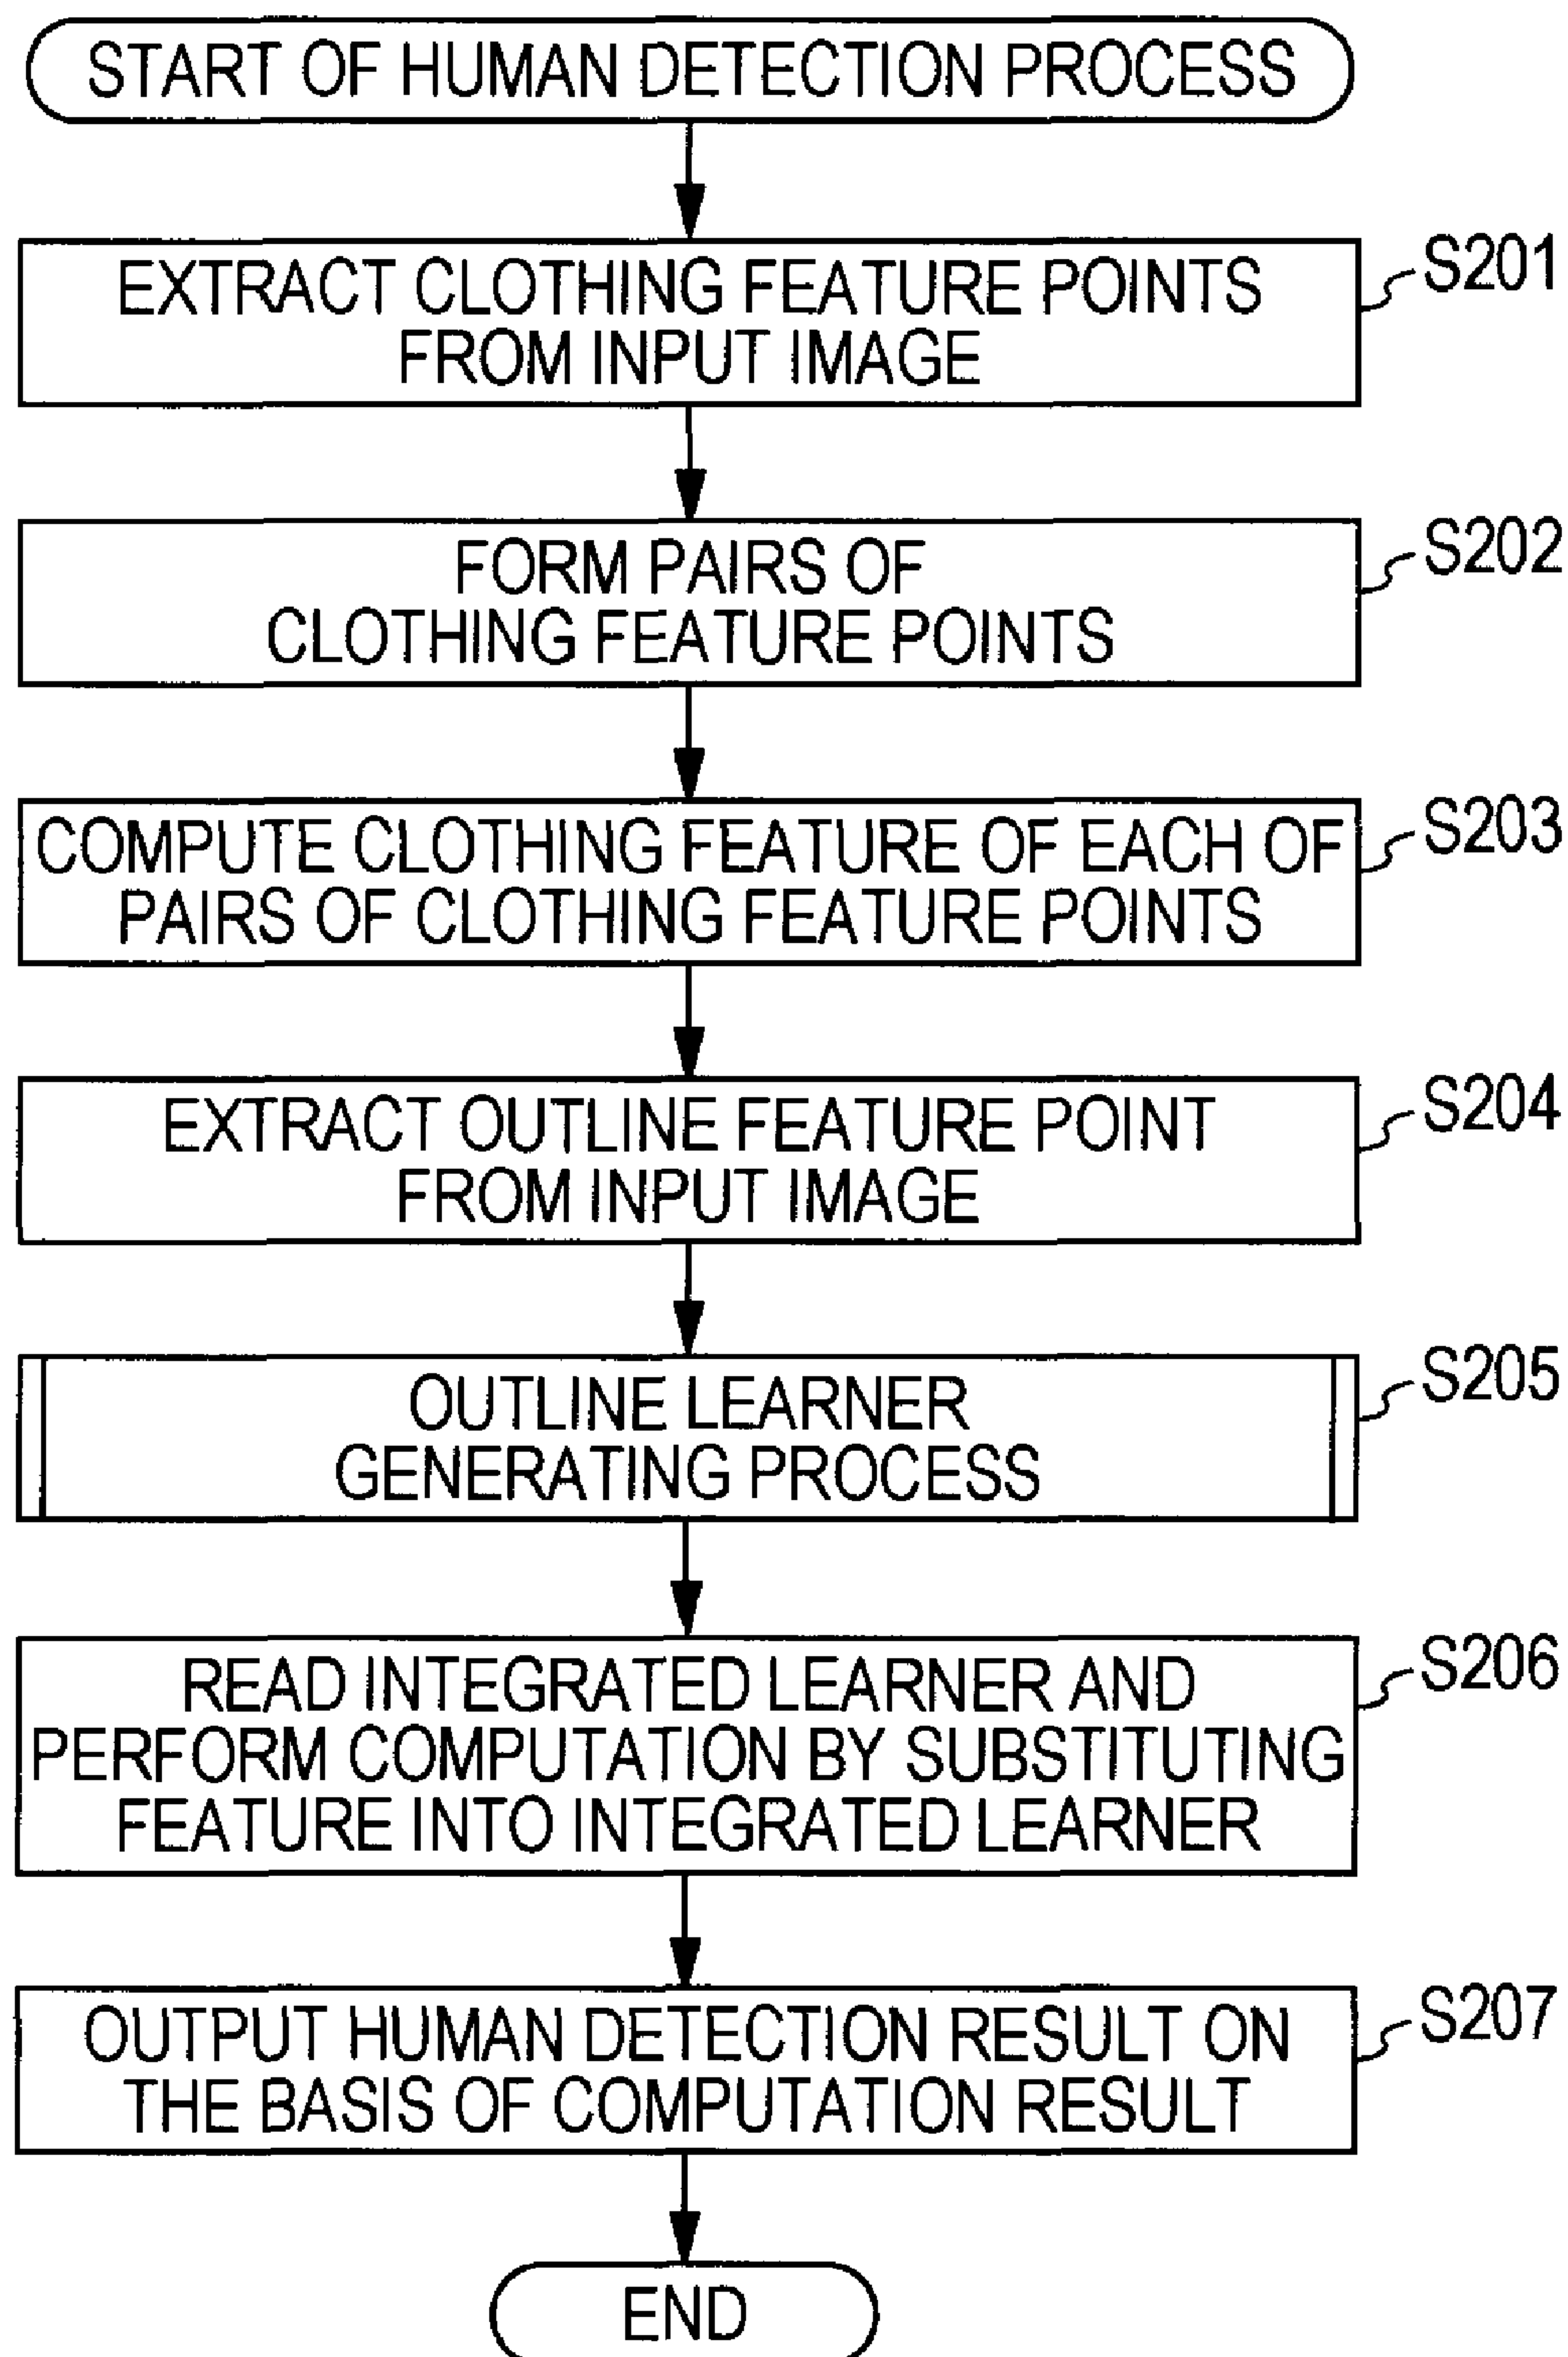 START OF HUMAN DETECTION PROCESS
EXTRACT CLOTHING FEATURE POINTS
FROM INPUT IMAGE
S201
FORM PAIRS OF
CLOTHING FEATURE POINTS
S202
COMPUTE CLOTHING FEATURE OF EACH OF
PAIRS OF CLOTHING FEATURE POINTS
S203
EXTRACT OUTLINE FEATURE POINT
FROM INPUT IMAGE
S204
OUTLINE LEARNER
GENERATING PROCESS
S205
READ INTEGRATED LEARNER AND
PERFORM COMPUTATION BY SUBSTITUTING
FEATURE INTO INTEGRATED LEARNER
S206
OUTPUT HUMAN DETECTION RESULT ON
THE BASIS OF COMPUTATION RESULT
S207
END